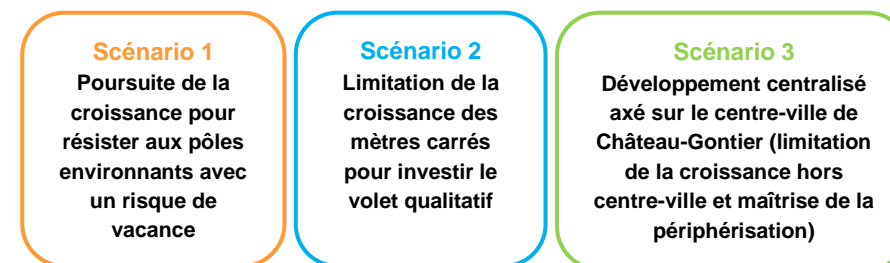 Scénario 1
Poursuite de la
croissance pour
résister aux pôles
environnants avec
un risque de
vacance
Scénario 2
Limitation de la
croissance des
mètres carrés
pour investir le
volet qualitatif
Scénario 3
Développement centralisé
axé sur le centre-ville de
Château-Gontier (limitation
de la croissance hors
centre-ville et maîtrise de la
périphérisation)